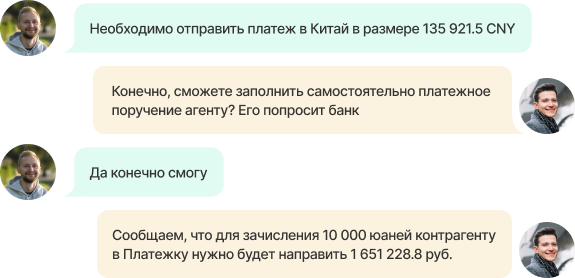 Необходимо отправить платеж в Китай в размере 135 921.5 CNY
Конечно, сможете заполнить самостоятельно платежное
поручение агенту? Его попросит банк
Да конечно смогу
Сообщаем, что для зачисления 10 000 юаней контрагенту
в Платежку нужно будет направить 1 651 228.8 руб.